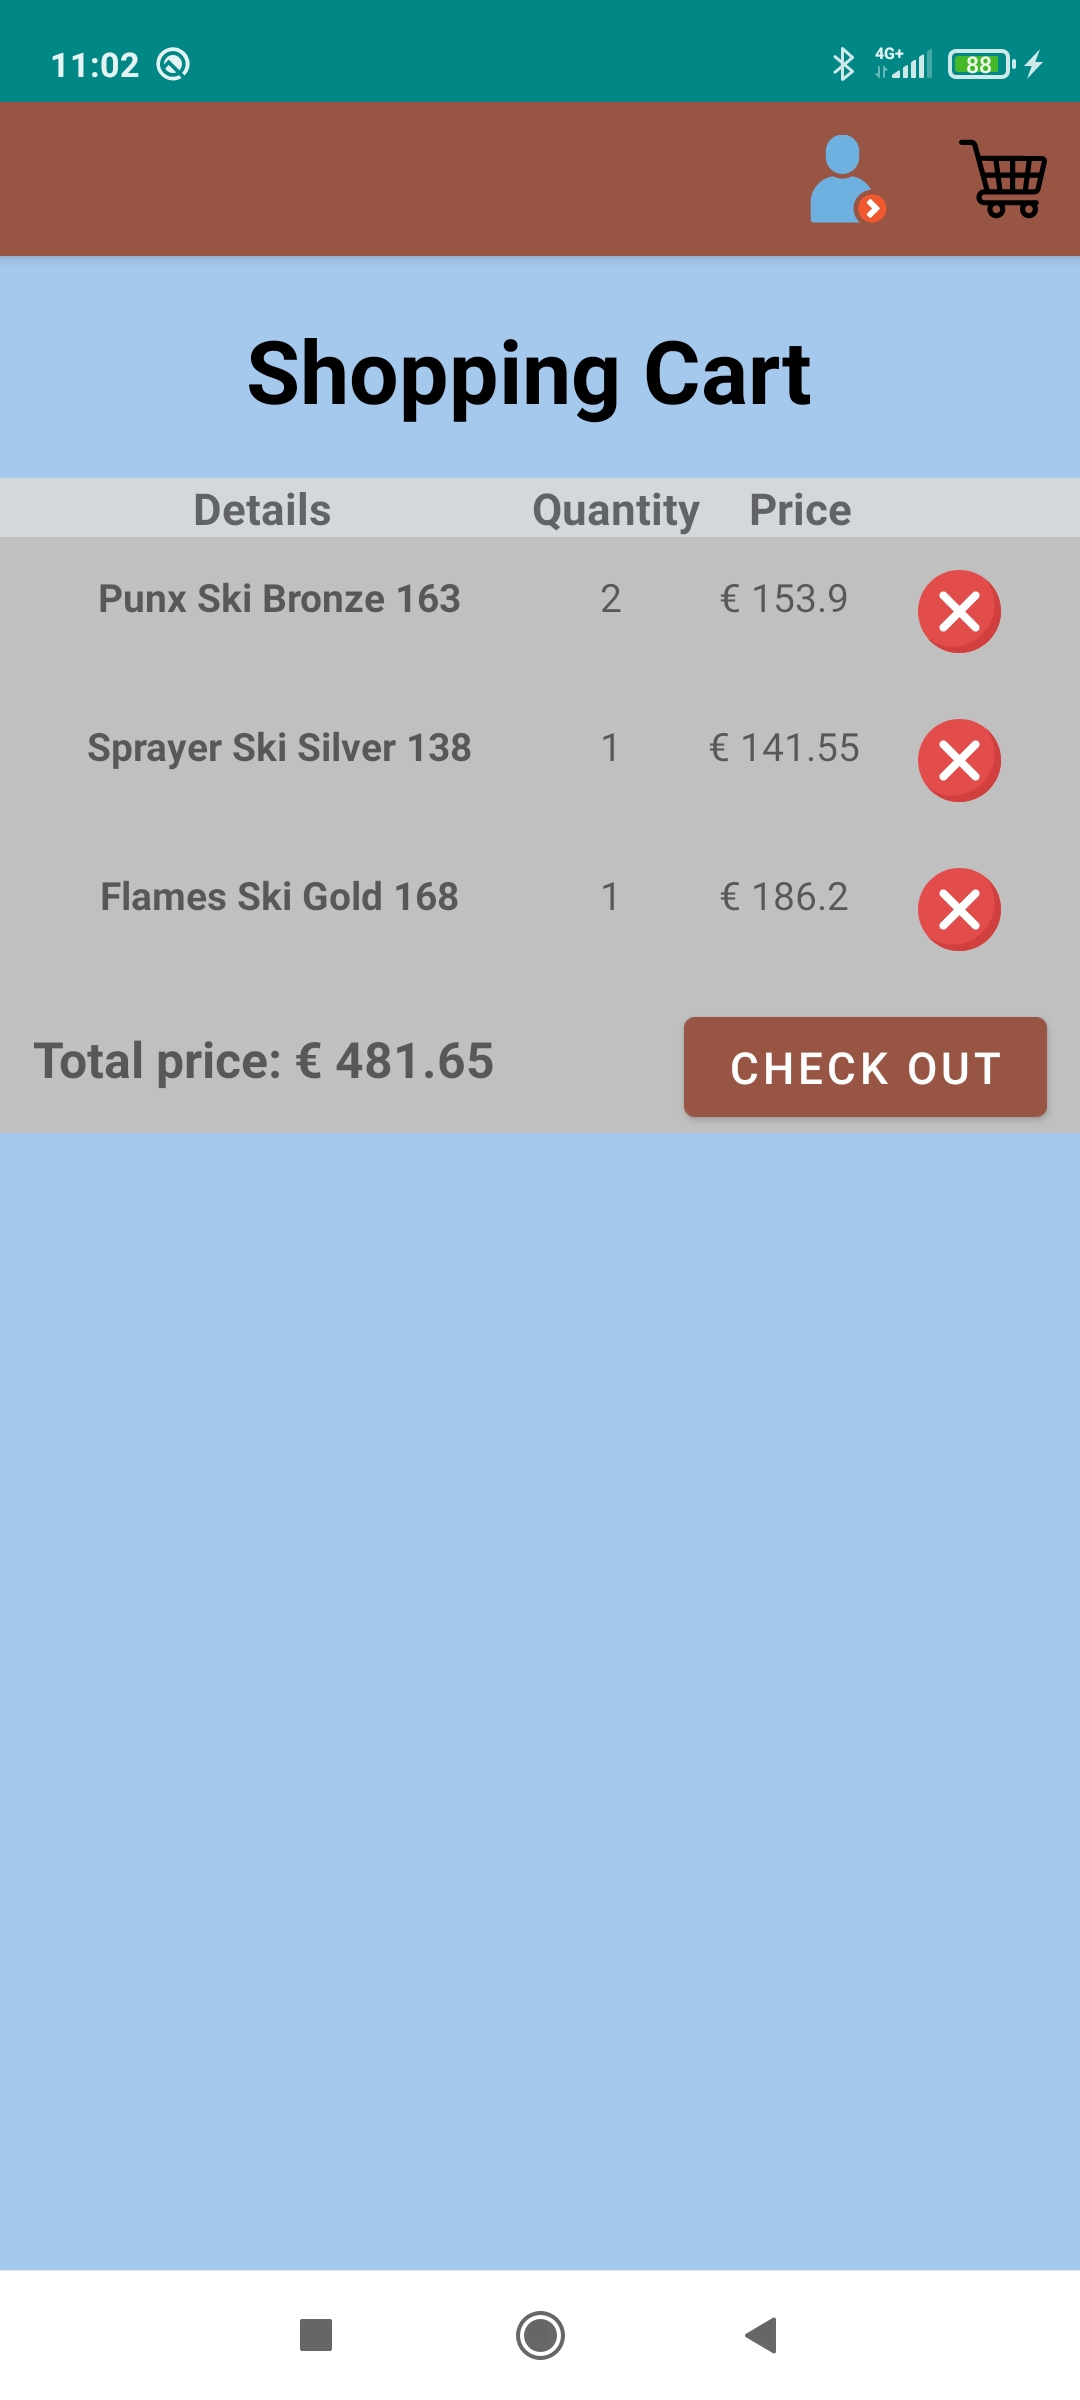 11:02 4G+ 88
Shopping Cart
Details Quantity Price
Punx Ski Bronze 163 2 € 153.9
Sprayer Ski Silver 138 1 € 141.55
Flames Ski Gold 168 1 € 186.2
Total price: € 481.65 CHECK OUT